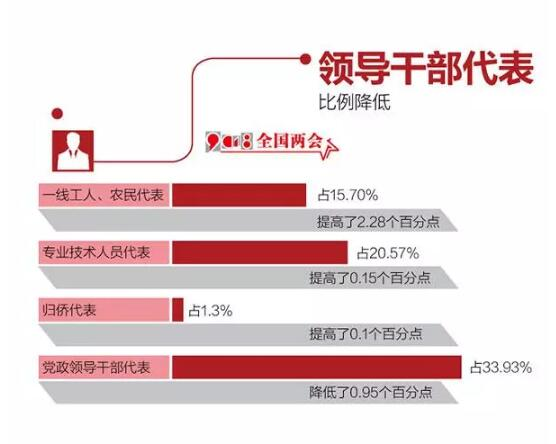 领导干部代表
比例降低
2018全国两会
一线工人、农民代表 占15.70%
提高了2.28个百分点
专业技术人员代表 占20.57%
提高了0.15个百分点
归侨代表 占1.3%
提高了0.1个百分点
党政领导干部代表 占33.93%
降低了0.95个百分点